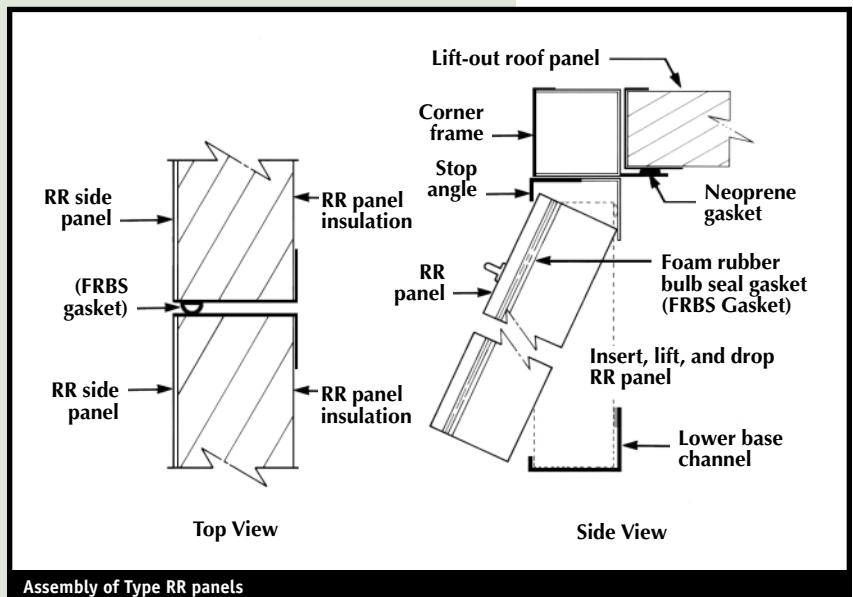 Lift-out roof panel
Corner
frame
Stop
angle
RR side
panel
RR panel
insulation
Neoprene
gasket
(FRBS
gasket)
RR
panel
Foam rubber
bulb seal gasket
(FRBS Gasket)
Insert, lift, and drop
RR panel
RR side
panel
RR panel
insulation
Lower base
channel
Top View
Side View
Assembly of Type RR panels